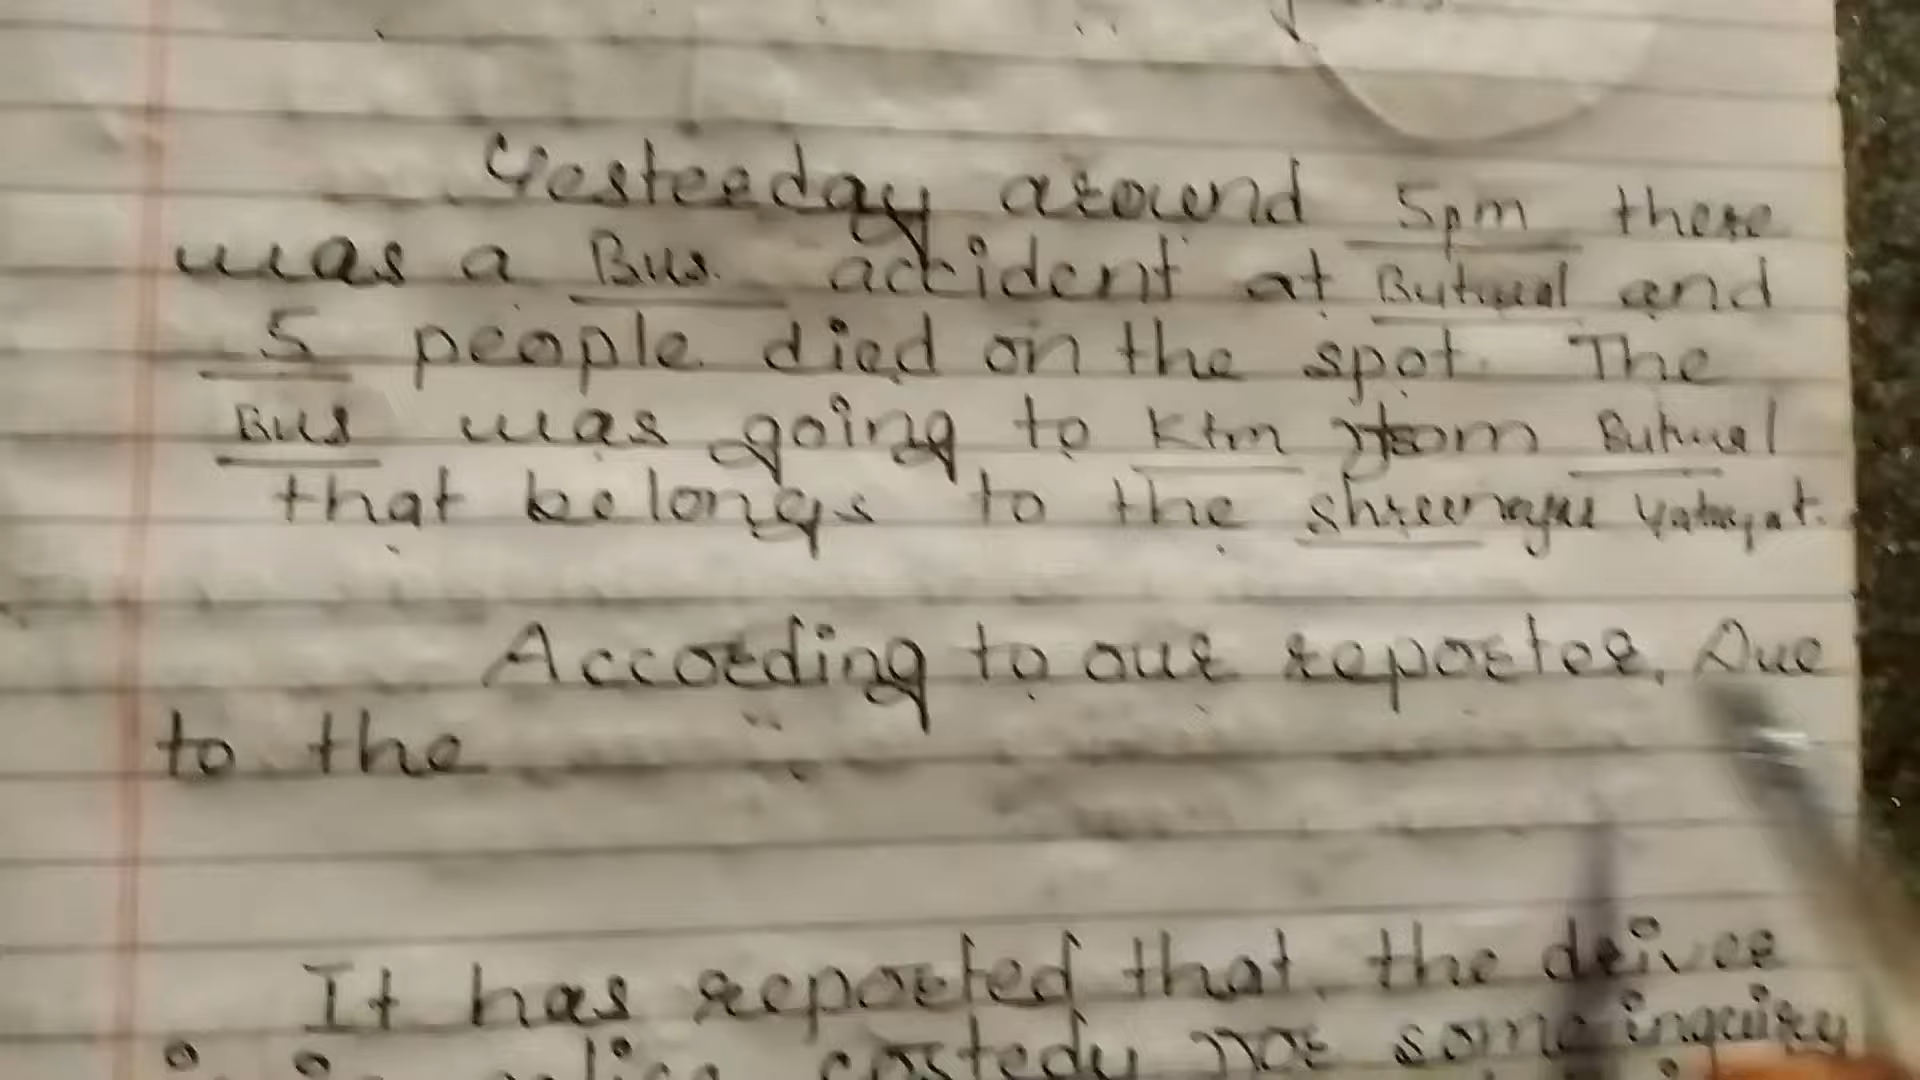 Yesterday around 5pm there
was a Bus accident at Butwal and
5 people died on the spot. The
Bus was going to Ktm from Butwal
that belongs to the shreenagar yatayat.
According to our reporter, Due
to the
It has reported that, the driver
custody for some inquiry